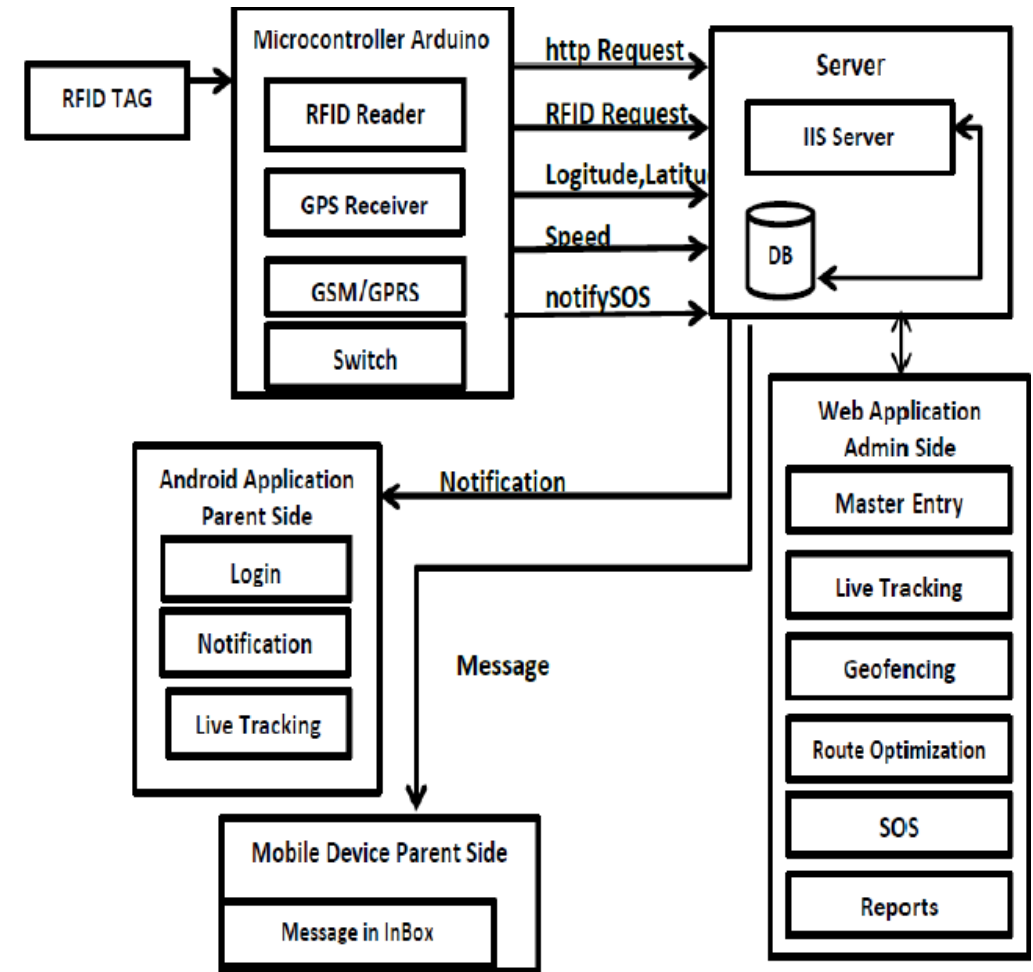 Microcontroller Arduino
RFID TAG
RFID Reader
GPS Receiver
GSM/GPRS
Switch
http Request
RFID Request
Logitude,Latitud
Speed
notifySOS
Server
IIS Server
DB
Android Application
Parent Side
Login
Notification
Live Tracking
Notification
Message
Mobile Device Parent Side
Message in InBox
Web Application
Admin Side
Master Entry
Live Tracking
Geofencing
Route Optimization
SOS
Reports